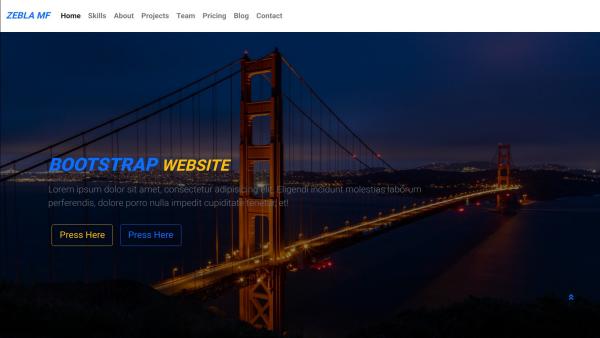 ZEBLA MF Home Skills About Projects Team Pricing Blog Contact
BOOTSTRAP WEBSITE
Lorem ipsum dolor sit amet, consectetur adipisicing elit. Eligendi incidunt molestias laborum
perferendis, dolore porro nulla impedit cupiditate tenetur et!
Press Here Press Here